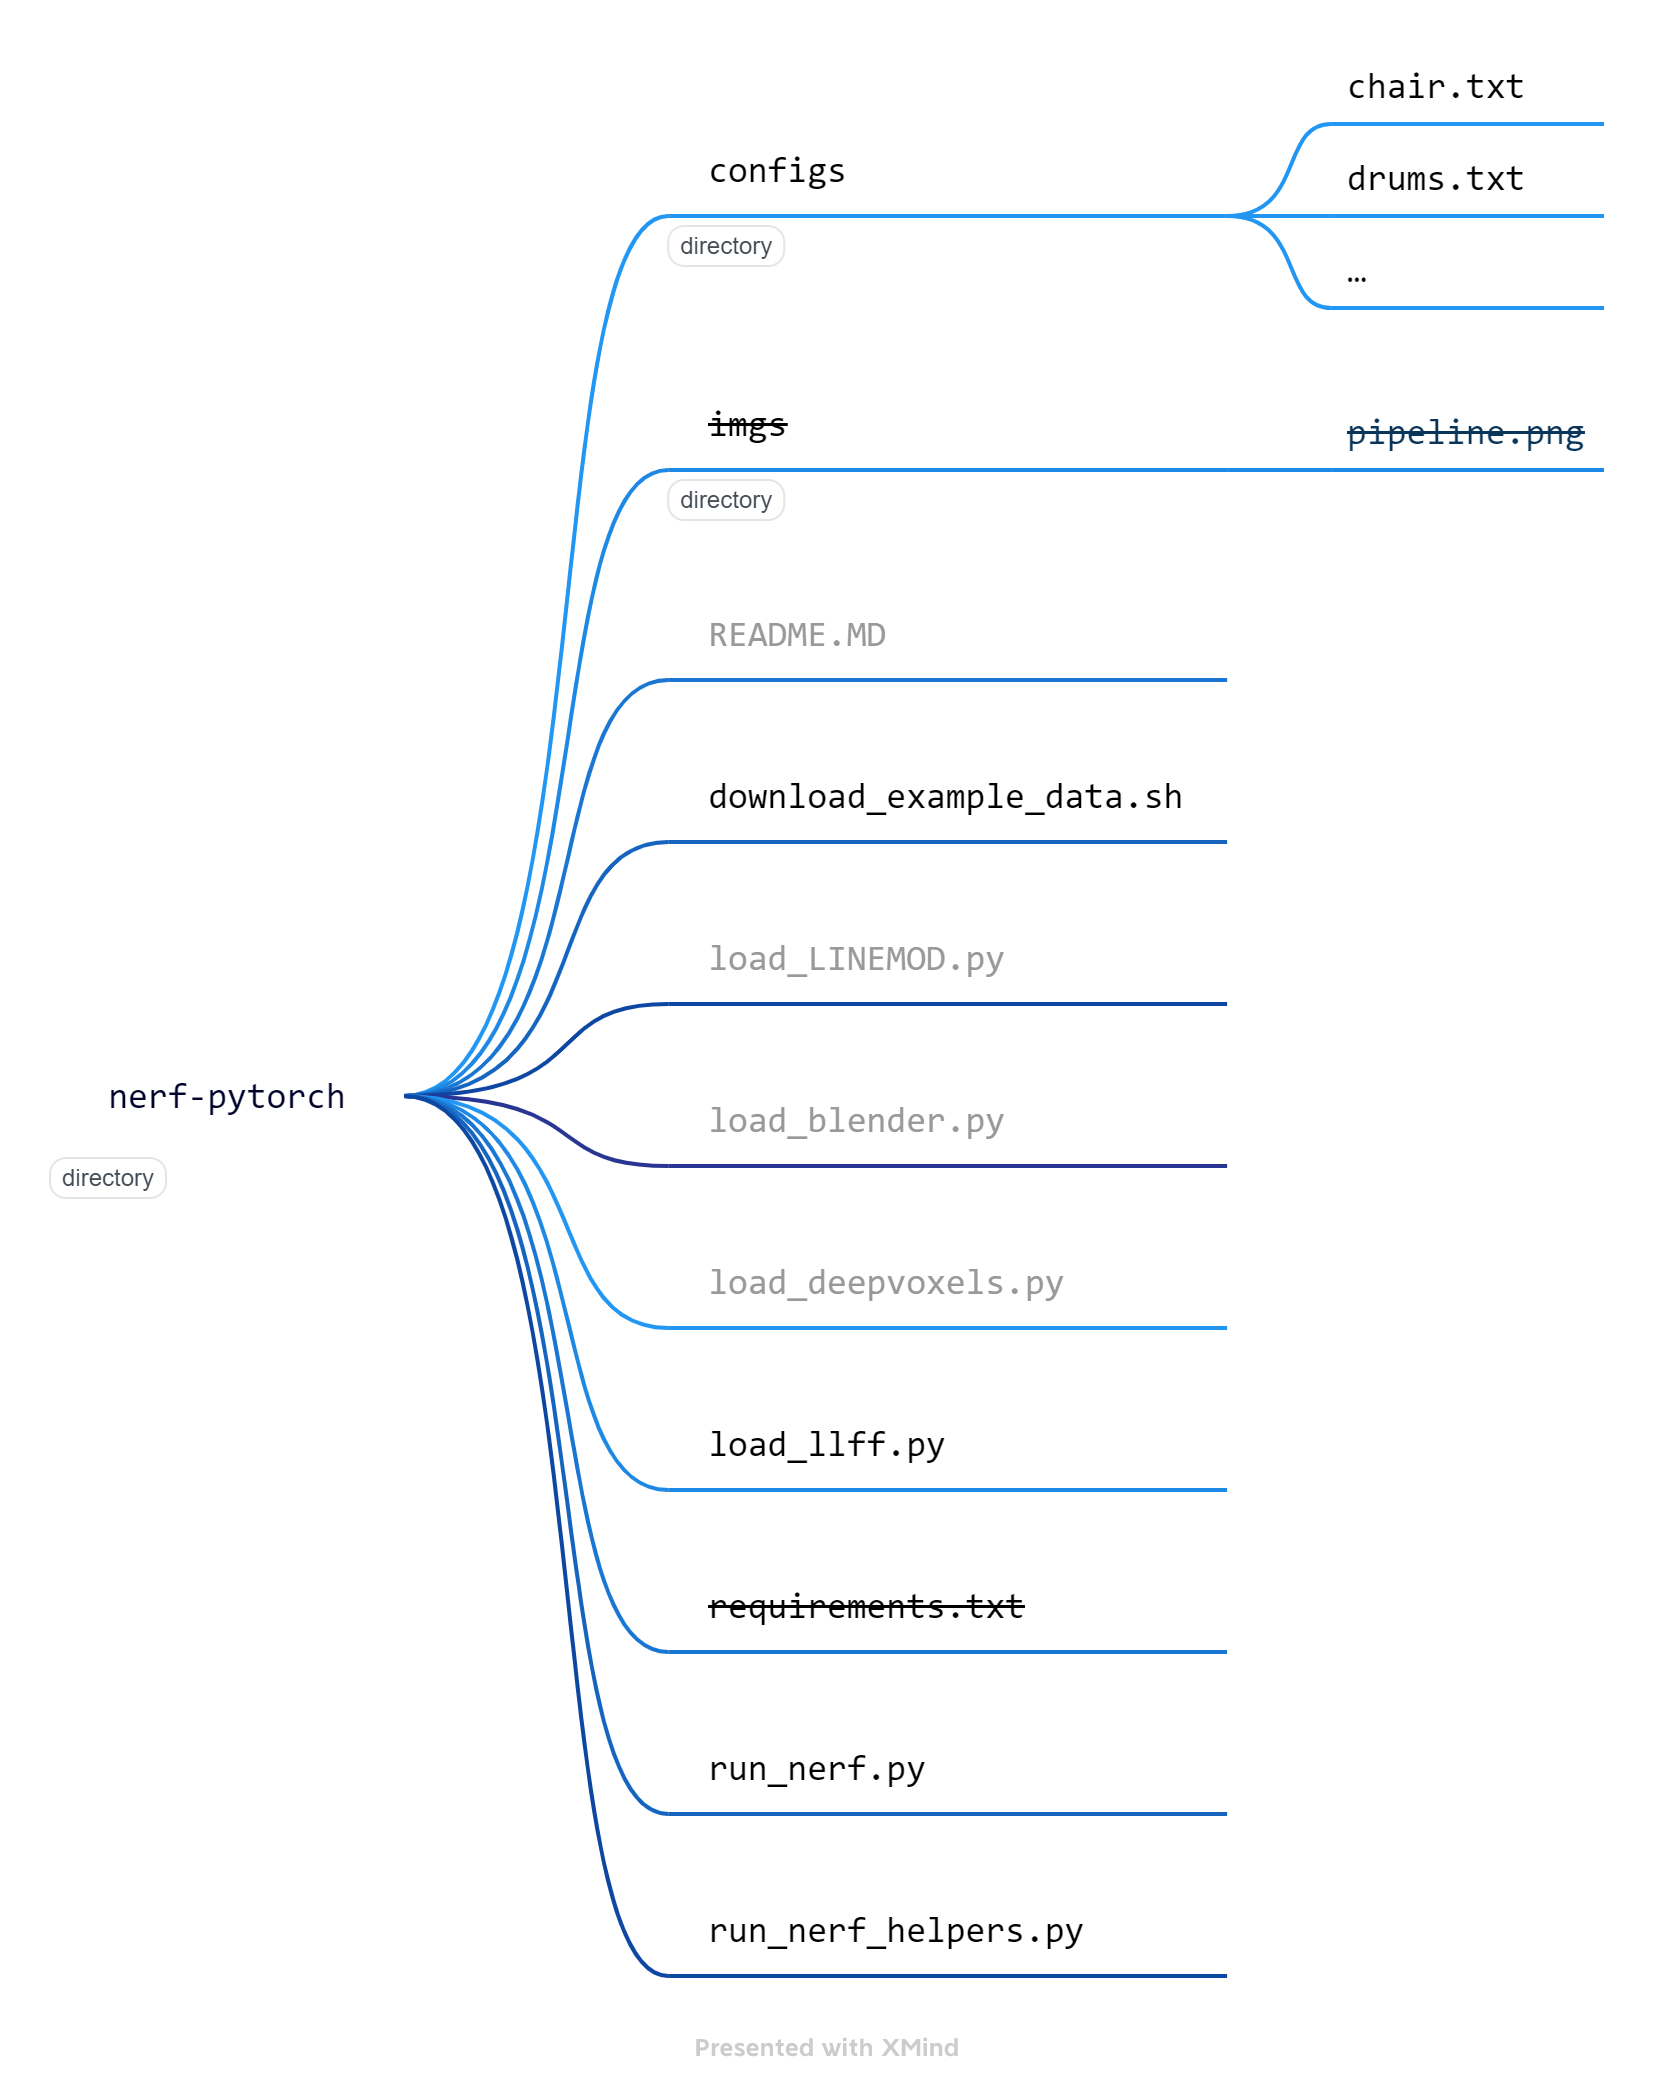 chair.txt
configs
drums.txt
directory
…
imgs
pipeline.png
directory
README.MD
download_example_data.sh
load_LINEMOD.py
nerf-pytorch
load_blender.py
directory
load_deepvoxels.py
load_llff.py
requirements.txt
run_nerf.py
run_nerf_helpers.py
Presented with XMind